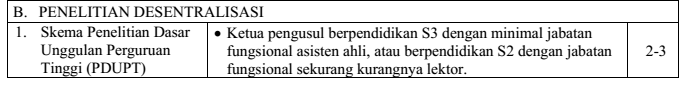 B. PENELITIAN DESENTRALISASI
1. Skema Penelitian Dasar
Unggulan Perguruan
Tinggi (PDUPT)
• Ketua pengusul berpendidikan S3 dengan minimal jabatan
fungsional asisten ahli, atau berpendidikan S2 dengan jabatan
fungsional sekurang kurangnya lektor.
2-3